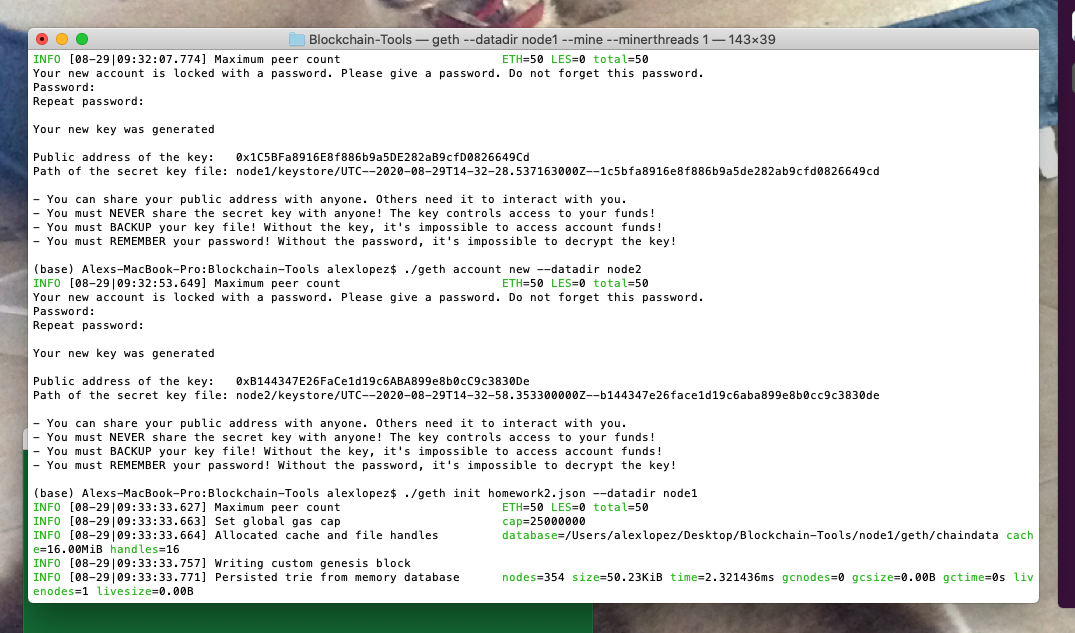 Blockchain-Tools — geth --datadir node1 --mine --minerthreads 1 — 143×39
INFO [08-29|09:32:07.774] Maximum peer count                       ETH=50 LES=0 total=50
Your new account is locked with a password. Please give a password. Do not forget this password.
Password:
Repeat password:
Your new key was generated
Public address of the key:   0x1C5BFa8916E8f886b9a5DE282aB9cfD0826649Cd
Path of the secret key file: node1/keystore/UTC--2020-08-29T14-32-28.537163000Z--1c5bfa8916e8f886b9a5de282ab9cfd0826649cd
- You can share your public address with anyone. Others need it to interact with you.
- You must NEVER share the secret key with anyone! The key controls access to your funds!
- You must BACKUP your key file! Without the key, it's impossible to access account funds!
- You must REMEMBER your password! Without the password, it's impossible to decrypt the key!
(base) Alexs-MacBook-Pro:Blockchain-Tools alexlopez$ ./geth account new --datadir node2
INFO [08-29|09:32:53.649] Maximum peer count                       ETH=50 LES=0 total=50
Your new account is locked with a password. Please give a password. Do not forget this password.
Password:
Repeat password:
Your new key was generated
Public address of the key:   0xB144347E26FaCe1d19c6ABA899e8b0cC9c3830De
Path of the secret key file: node2/keystore/UTC--2020-08-29T14-32-58.353300000Z--b144347e26face1d19c6aba899e8b0cc9c3830de
- You can share your public address with anyone. Others need it to interact with you.
- You must NEVER share the secret key with anyone! The key controls access to your funds!
- You must BACKUP your key file! Without the key, it's impossible to access account funds!
- You must REMEMBER your password! Without the password, it's impossible to decrypt the key!
(base) Alexs-MacBook-Pro:Blockchain-Tools alexlopez$ ./geth init homework2.json --datadir node1
INFO [08-29|09:33:33.627] Maximum peer count                       ETH=50 LES=0 total=50
INFO [08-29|09:33:33.663] Set global gas cap                       cap=25000000
INFO [08-29|09:33:33.664] Allocated cache and file handles         database=/Users/alexlopez/Desktop/Blockchain-Tools/node1/geth/chaindata cach
e=16.00MiB handles=16
INFO [08-29|09:33:33.757] Writing custom genesis block
INFO [08-29|09:33:33.771] Persisted trie from memory database      nodes=354 size=50.23KiB time=2.321436ms gcnodes=0 gcsize=0.00B gctime=0s liv
enodes=1 livesize=0.00B